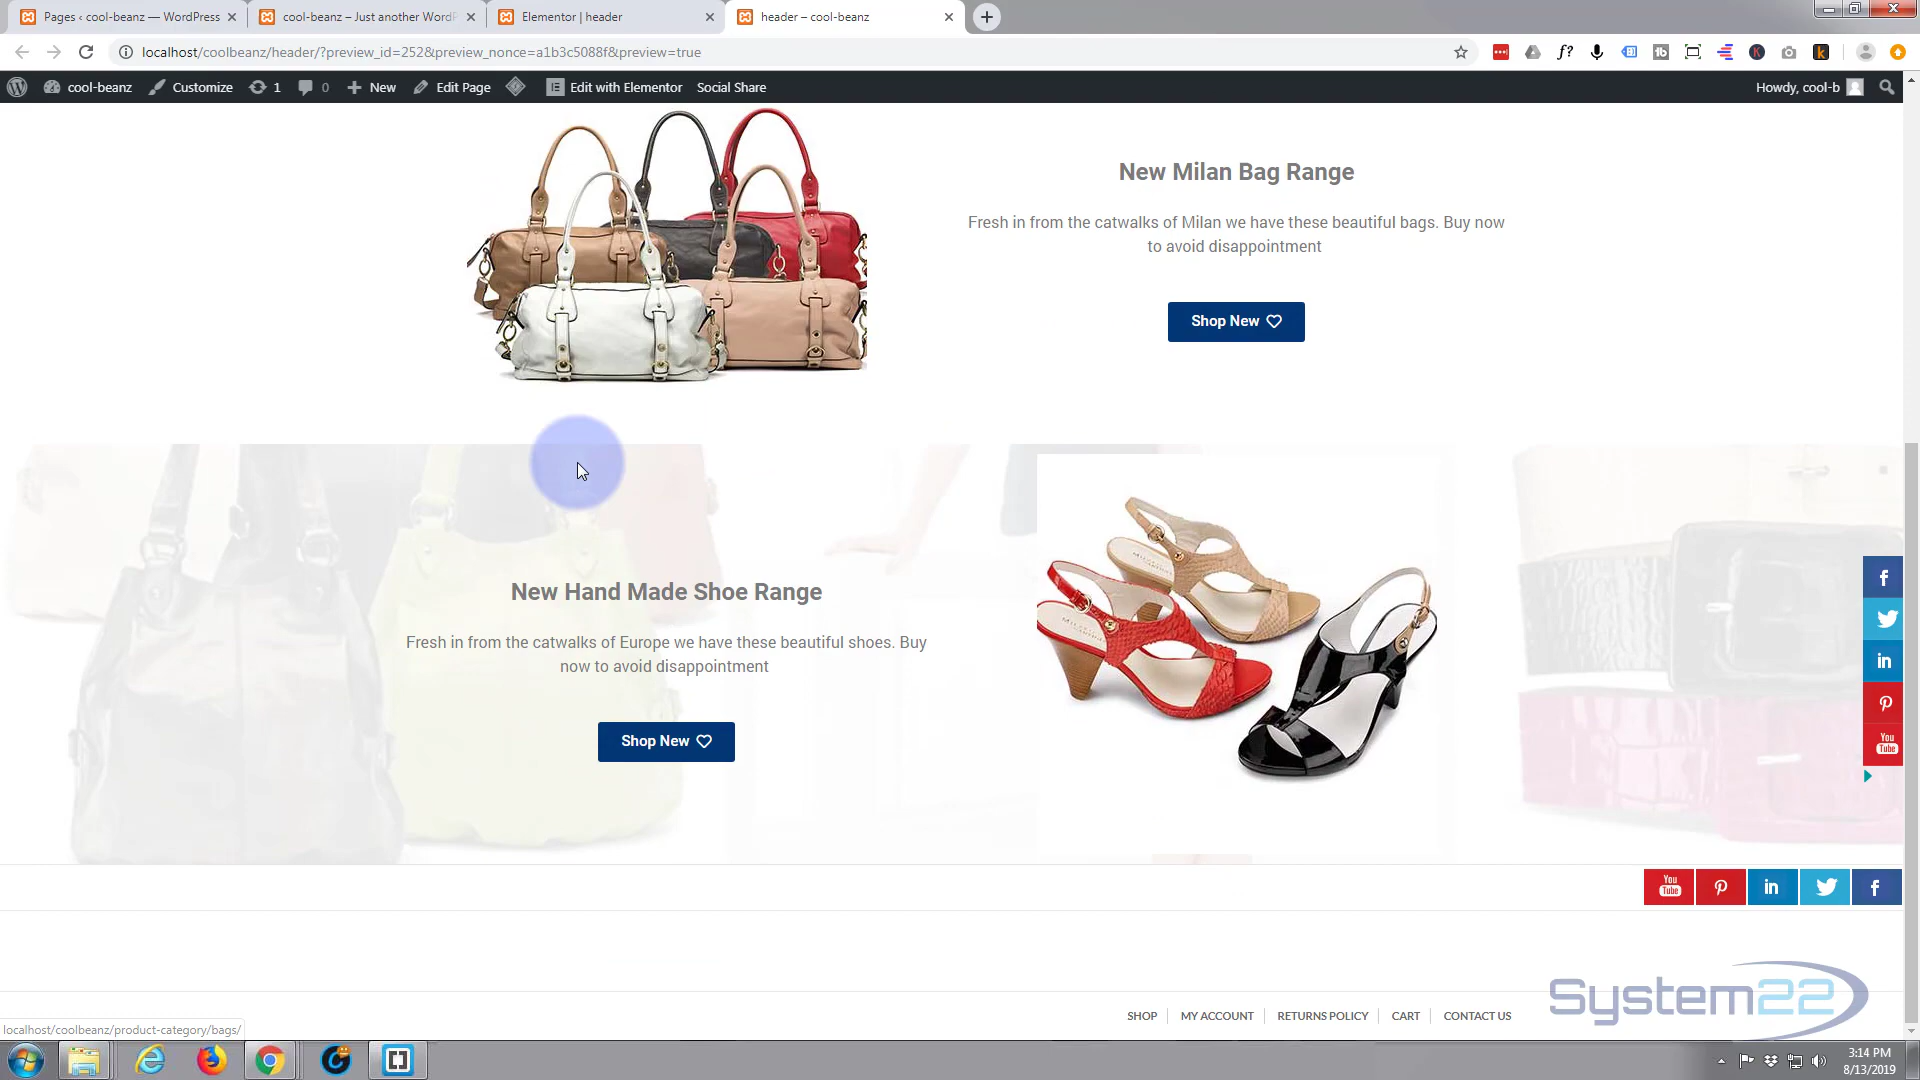 Pages ‹ cool-beanz — WordPress
cool-beanz – Just another WordP
Elementor | header
header – cool-beanz
localhost/coolbeanz/header/?preview_id=252&preview_nonce=a1b3c5088f&preview=true
cool-beanz
Customize
1
0
New
Edit Page
Edit with Elementor
Social Share
Howdy, cool-b
New Milan Bag Range
Fresh in from the catwalks of Milan we have these beautiful bags. Buy now
to avoid disappointment
Shop New
New Hand Made Shoe Range
Fresh in from the catwalks of Europe we have these beautiful shoes. Buy
now to avoid disappointment
Shop New
You
Tube
You
Tube
System22
SHOP
MY ACCOUNT
RETURNS POLICY
CART
CONTACT US
localhost/coolbeanz/product-category/bags/
3:14 PM
8/13/2019